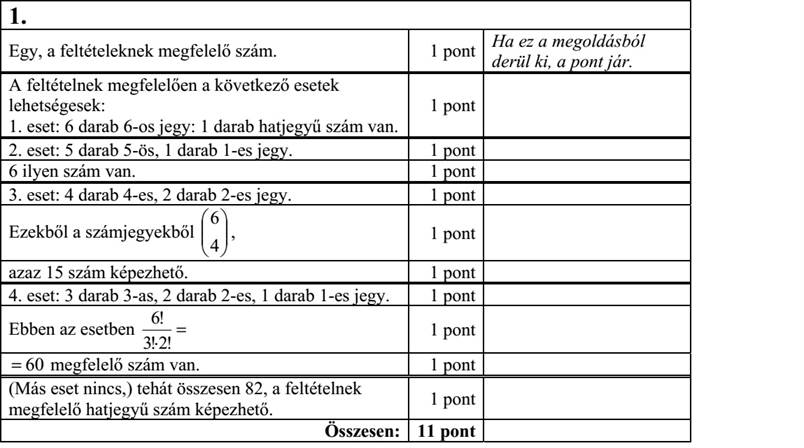 1.
Egy, a feltételeknek megfelelő szám. 1 pont Ha ez a megoldásból
derül ki, a pont jár.
A feltételnek megfelelően a következő esetek
lehetségesek:
1. eset: 6 darab 6-os jegy: 1 darab hatjegyű szám van. 1 pont
2. eset: 5 darab 5-ös, 1 darab 1-es jegy. 1 pont
6 ilyen szám van. 1 pont
3. eset: 4 darab 4-es, 2 darab 2-es jegy. 1 pont
Ezekből a számjegyekből (6 4), 1 pont
azaz 15 szám képezhető. 1 pont
4. eset: 3 darab 3-as, 2 darab 2-es, 1 darab 1-es jegy. 1 pont
Ebben az esetben 6!/3!·2! = 1 pont
= 60 megfelelő szám van. 1 pont
(Más eset nincs,) tehát összesen 82, a feltételnek
megfelelő hatjegyű szám képezhető. 1 pont
Összesen: 11 pont